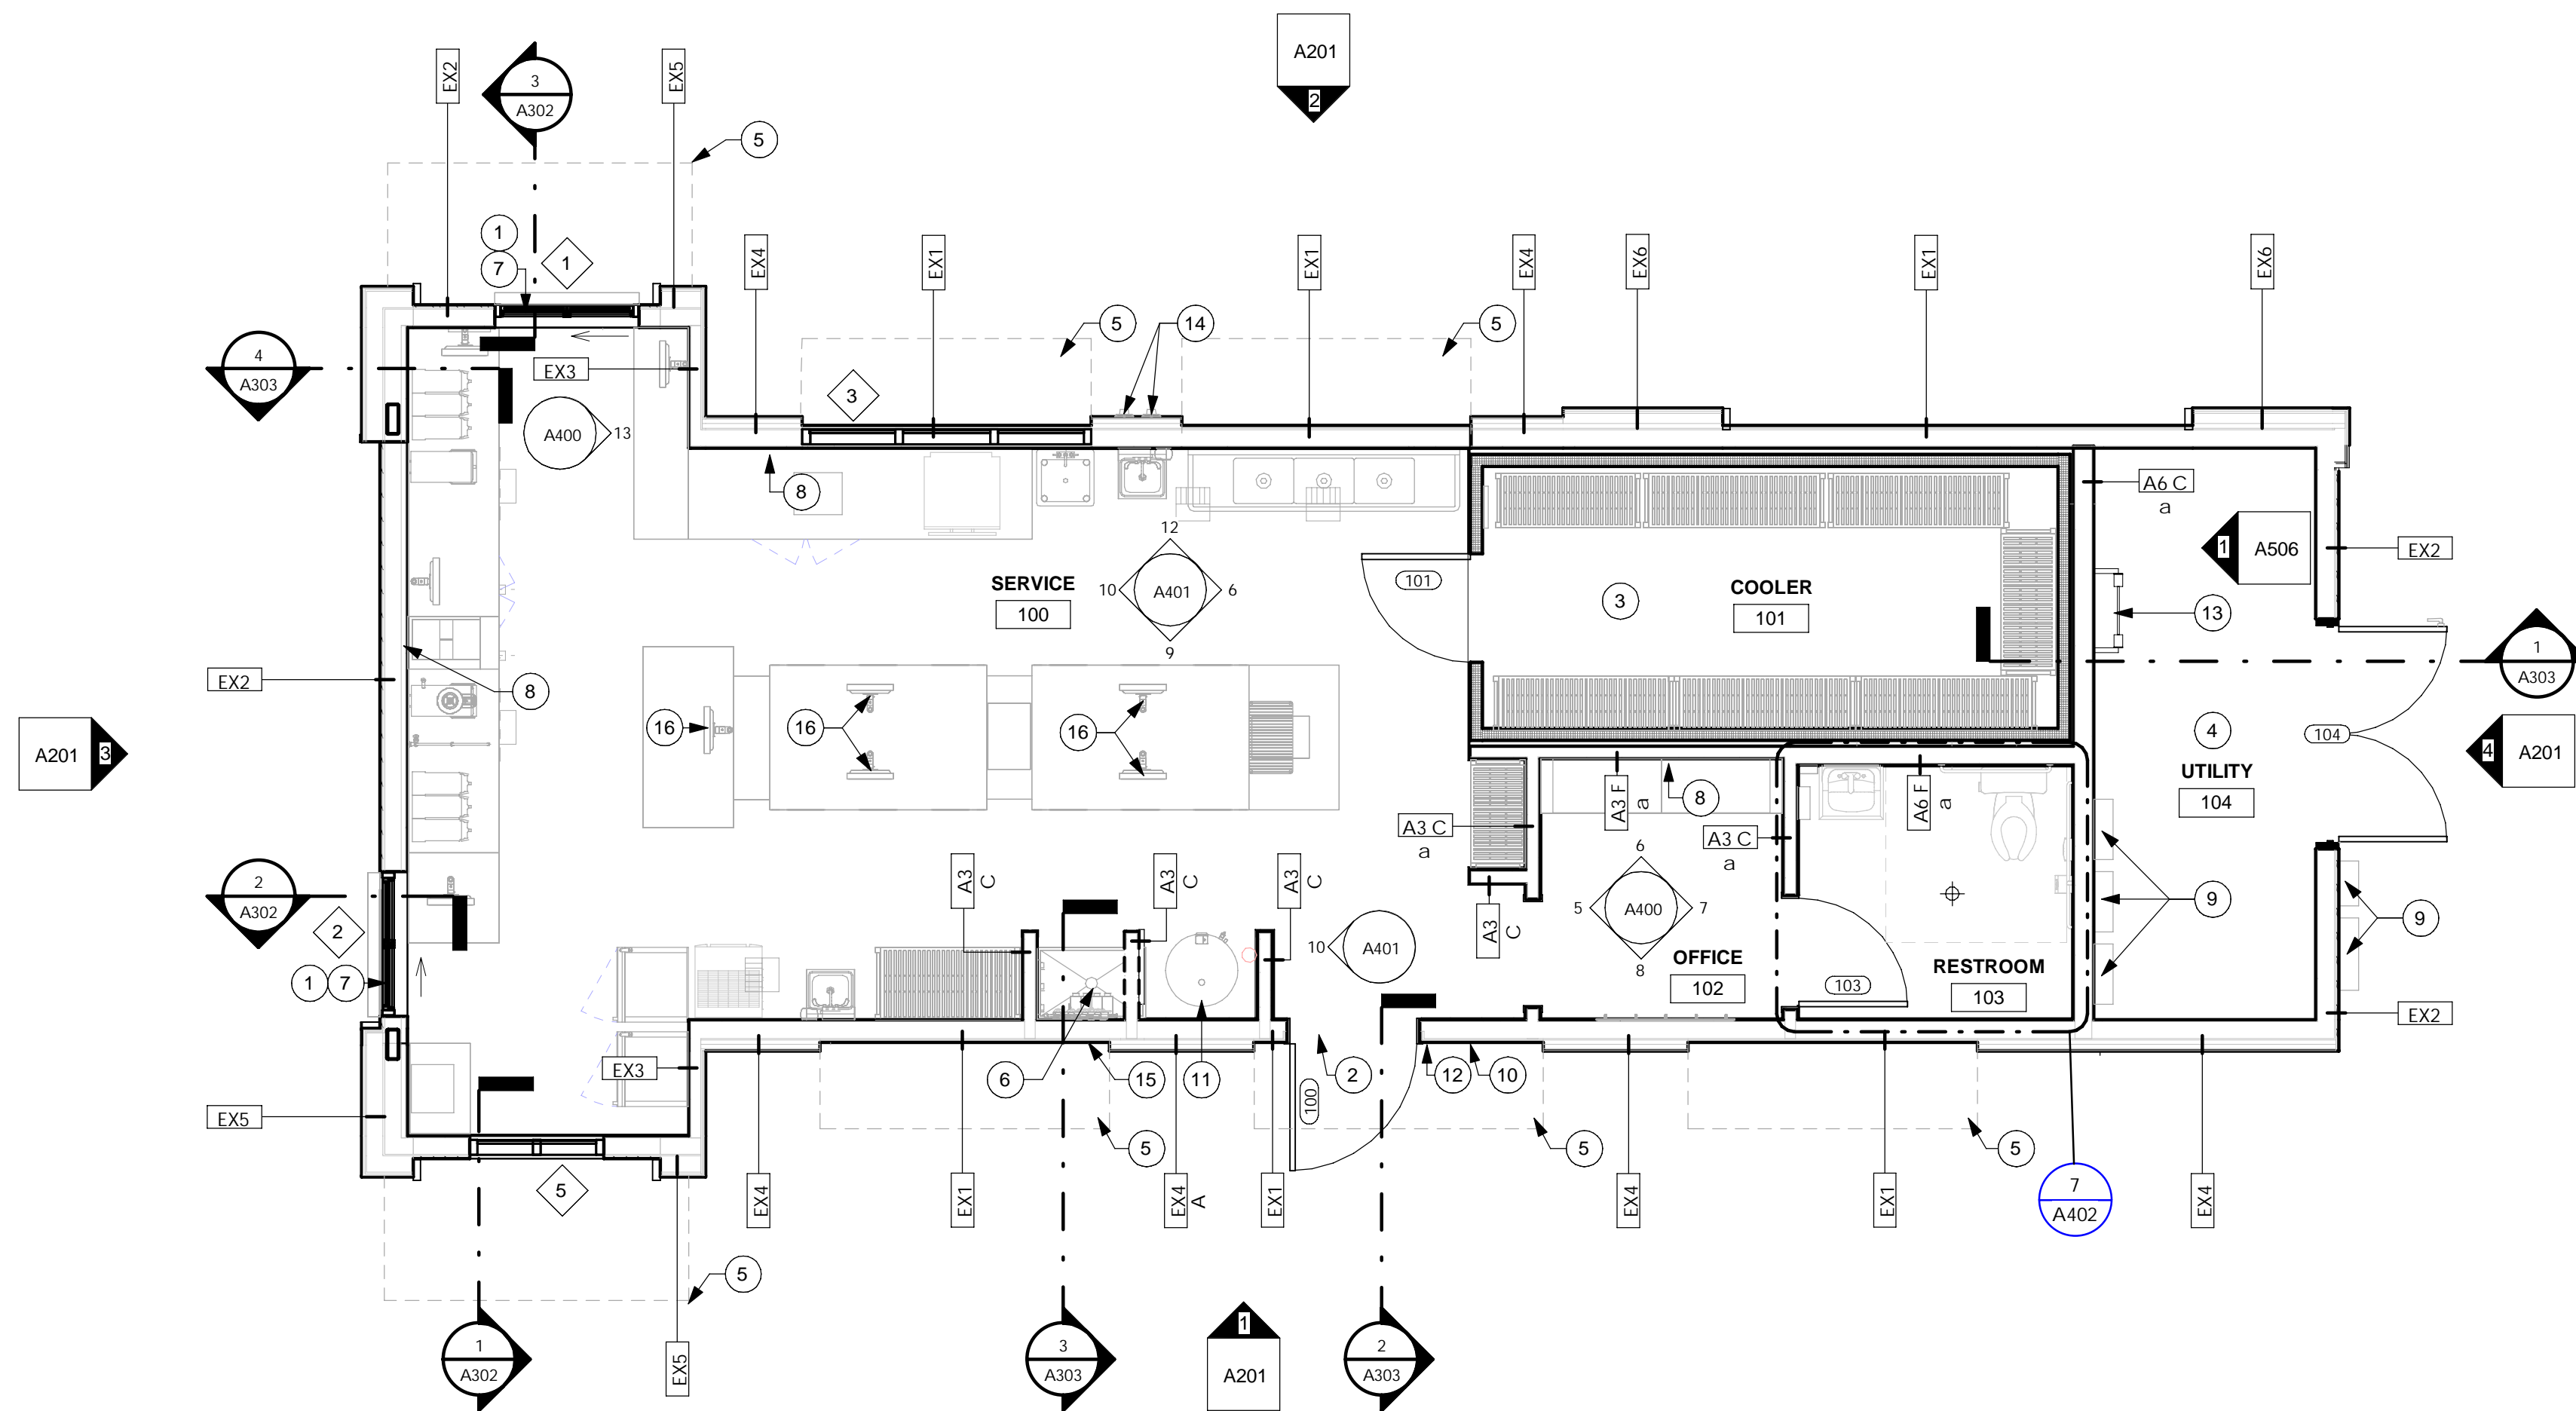 A201
2
EX2
3
A302
EX5
5
1
7
1
EX4
EX1
EX1
EX4
EX6
EX1
EX6
5
14
5
4
A303
EX3
3
A400
13
8
A6 C
a
1
A506
EX2
12
SERVICE
100
10
A401
6
9
101
3
COOLER
101
13
1
A303
EX2
8
A201
3
16
16
16
4
104
4
A201
UTILITY
104
A3 F
a
8
A6 F
a
A3 C
a
A3 C
a
2
A302
2
A3
C
A3
C
A3
C
A3
C
6
5
A400
7
8
9
9
10
A401
OFFICE
102
RESTROOM
103
103
1
7
EX2
EX3
6
15
11
2
12
10
100
EX5
5
5
5
5
EX4
EX1
EX4
A
EX1
EX4
EX1
7
A402
EX4
5
EX5
1
A302
3
A303
1
A201
2
A303